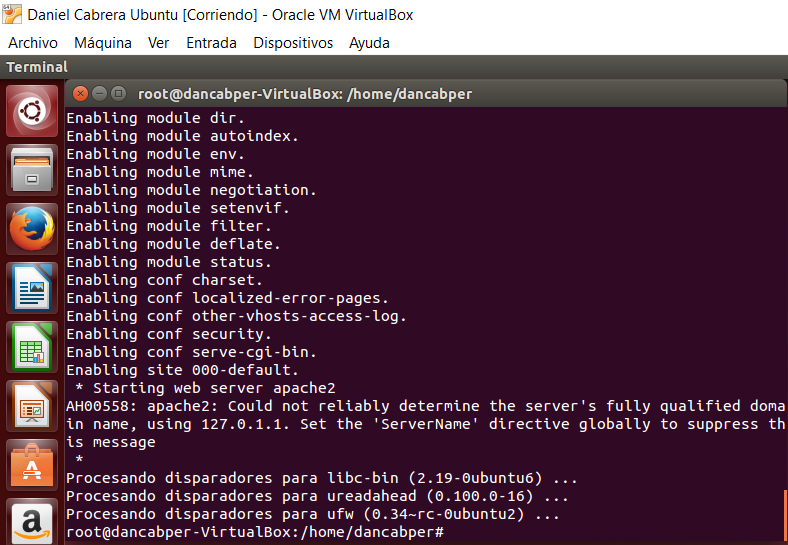 Daniel Cabrera Ubuntu [Corriendo] - Oracle VM VirtualBox
Archivo Máquina Ver Entrada Dispositivos Ayuda
Terminal
root@dancabper-VirtualBox: /home/dancabper
Enabling module dir.
Enabling module autoindex.
Enabling module env.
Enabling module mime.
Enabling module negotiation.
Enabling module setenvif.
Enabling module filter.
Enabling module deflate.
Enabling module status.
Enabling conf charset.
Enabling conf localized-error-pages.
Enabling conf other-vhosts-access-log.
Enabling conf security.
Enabling conf serve-cgi-bin.
Enabling site 000-default.
 * Starting web server apache2
AH00558: apache2: Could not reliably determine the server's fully qualified doma
in name, using 127.0.1.1. Set the 'ServerName' directive globally to suppress th
is message
 *
Procesando disparadores para libc-bin (2.19-0ubuntu6) ...
Procesando disparadores para ureadahead (0.100.0-16) ...
Procesando disparadores para ufw (0.34~rc-0ubuntu2) ...
root@dancabper-VirtualBox:/home/dancabper#